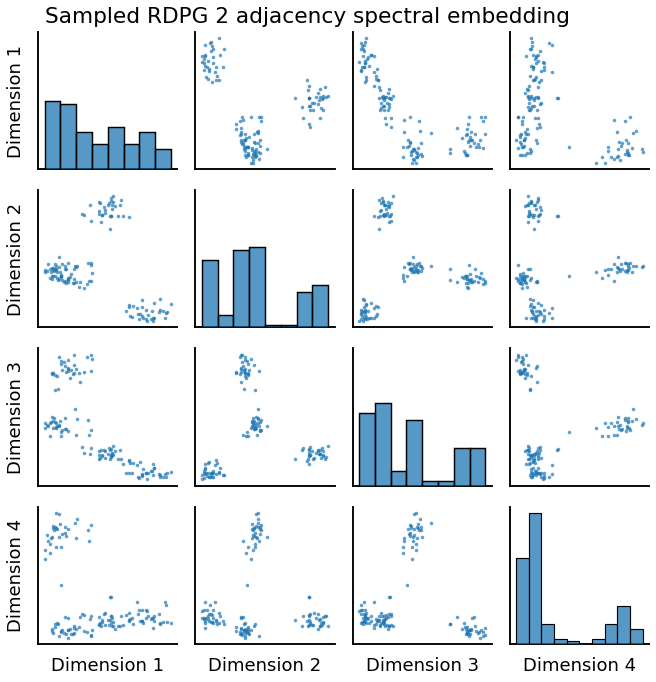 Sampled RDPG 2 adjacency spectral embedding
Dimension 1
Dimension 2
Dimension 3
Dimension 4
Dimension 1 Dimension 2 Dimension 3 Dimension 4